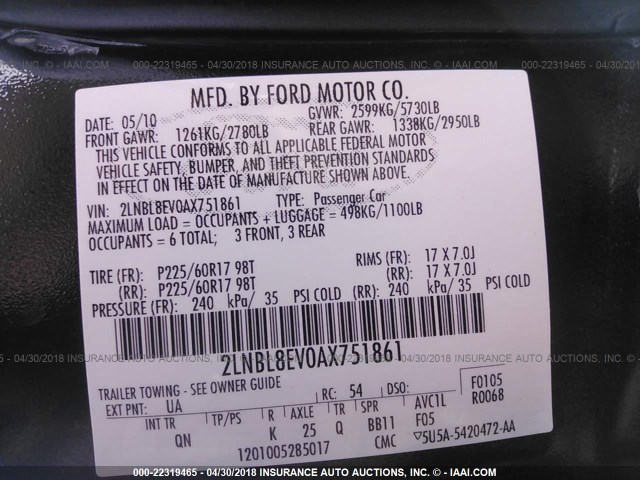 000-22319465 - 04/30/2018 INSURANCE AUTO AUCTIONS, INC. © - IAAI.COM
MFD. BY FORD MOTOR CO.
DATE: 05/10 GVWR: 2599KG/5730LB
FRONT GAWR: 1261KG/2780LB REAR GAWR: 1338KG/2950LB
THIS VEHICLE CONFORMS TO ALL APPLICABLE FEDERAL MOTOR
VEHICLE SAFETY, BUMPER, AND THEFT PREVENTION STANDARDS
IN EFFECT ON THE DATE OF MANUFACTURE SHOWN ABOVE.
VIN: 2LNBL8EV0AX751861 TYPE: Passenger Car
MAXIMUM LOAD = OCCUPANTS + LUGGAGE = 498KG/1100LB
OCCUPANTS = 6 TOTAL; 3 FRONT, 3 REAR
TIRE (FR): P225/60R17 98T RIMS (FR): 17 X 7.0J
(RR): P225/60R17 98T (RR): 17 X 7.0J
PRESSURE (FR): 240 kPa/ 35 PSI COLD (RR): 240 kPa/ 35 PSI COLD
2LNBL8EV0AX751861
TRAILER TOWING - SEE OWNER GUIDE
EXT PNT: UA RC: 54 DSO: F0105
R0068
INT TR TP/PS R AXLE TR SPR AVC1L
QN K 25 Q BB11 F05
1201005285017 CMC ▽5U5A-5420472-AA
000-22319465 - 04/30/2018 INSURANCE AUTO AUCTIONS, INC. © - IAAI.COM